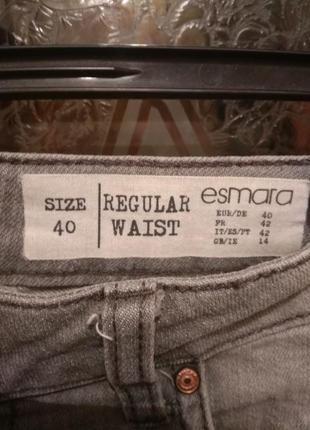 SIZE
40
REGULAR
WAIST
esmara
EUR/DE 40
FR 42
IT/ES/PT 42
GB/IE 14